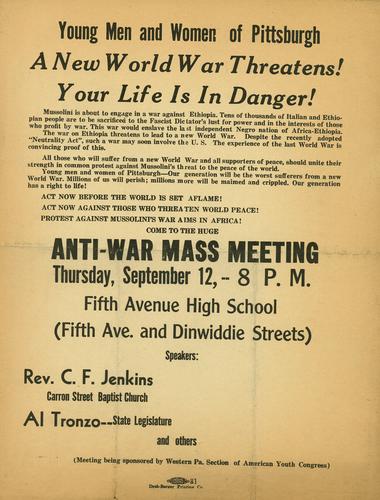 Young Men and Women of Pittsburgh
A New World War Threatens!
Your Life Is In Danger!
Mussolini is about to engage in a war against Ethiopia. Tens of thousands of Italian and Ethio-
pian people are to be sacrificed to the Fascist Dictator's lust for power and in the interests of those
who profit by war. This war would enslave the last independent Negro nation of Africa-Ethiopia.
The war on Ethiopia threatens to lead to a new World War. Despite the recently adopted
"Neutrality Act", such a war may soon involve the U. S. The experience of the last World War is
convincing proof of this.
All those who will suffer from a new World War and all supporters of peace, should unite their
strength in common protest against Mussolini's threat to the peace of the world.
Young men and women of Pittsburgh—Our generation will be the worst sufferers from a new
World War. Millions of us will perish; millions more will be maimed and crippled. Our generation
has a right to life!
ACT NOW BEFORE THE WORLD IS SET AFLAME!
ACT NOW AGAINST THOSE WHO THREATEN WORLD PEACE!
PROTEST AGAINST MUSSOLINI'S WAR AIMS IN AFRICA!
COME TO THE HUGE
ANTI-WAR MASS MEETING
Thursday, September 12, -- 8 P. M.
Fifth Avenue High School
(Fifth Ave. and Dinwiddie Streets)
Speakers:
Rev. C. F. Jenkins
Carron Street Baptist Church
Al Tronzo--State Legislature
and others
(Meeting being sponsored by Western Pa. Section of American Youth Congress)
31
Printing Co.